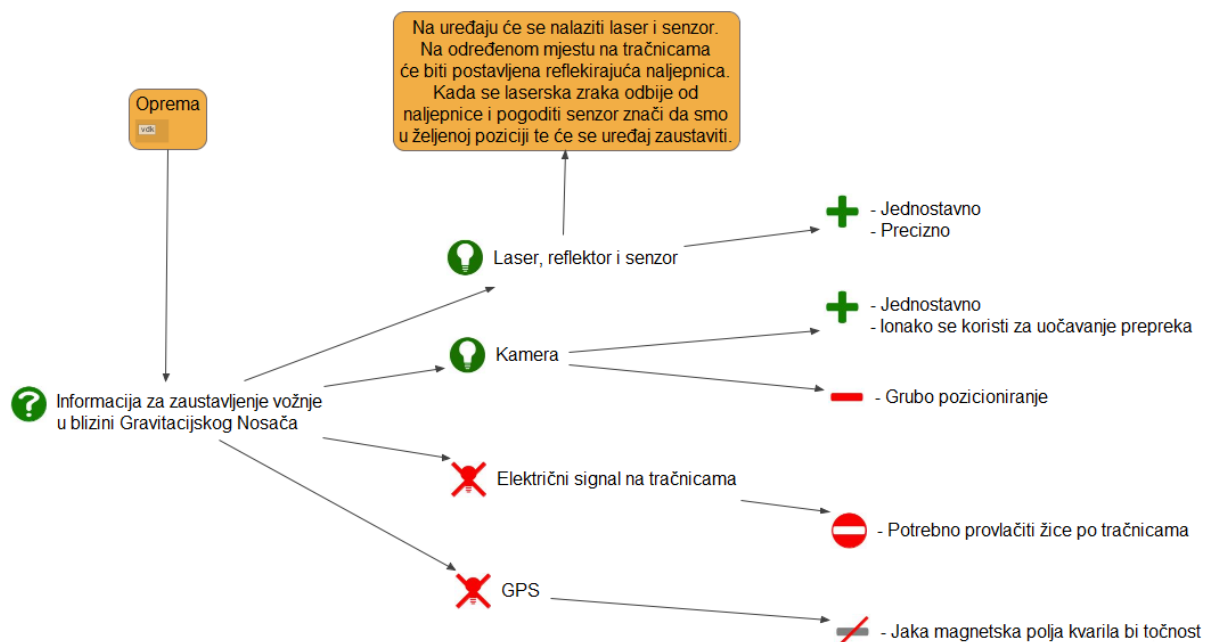 Na uređaju će se nalaziti laser i senzor.
Na određenom mjestu na tračnicama
će biti postavljena reflekirajuća naljepnica.
Kada se laserska zraka odbije od
naljepnice i pogoditi senzor znači da smo
u željenoj poziciji te će se uređaj zaustaviti.
Oprema
vdk
- Jednostavno
- Precizno
Laser, reflektor i senzor
- Jednostavno
- Ionako se koristi za uočavanje prepreka
Kamera
- Grubo pozicioniranje
Informacija za zaustavljenje vožnje
u blizini Gravitacijskog Nosača
Električni signal na tračnicama
- Potrebno provlačiti žice po tračnicama
GPS
- Jaka magnetska polja kvarila bi točnost